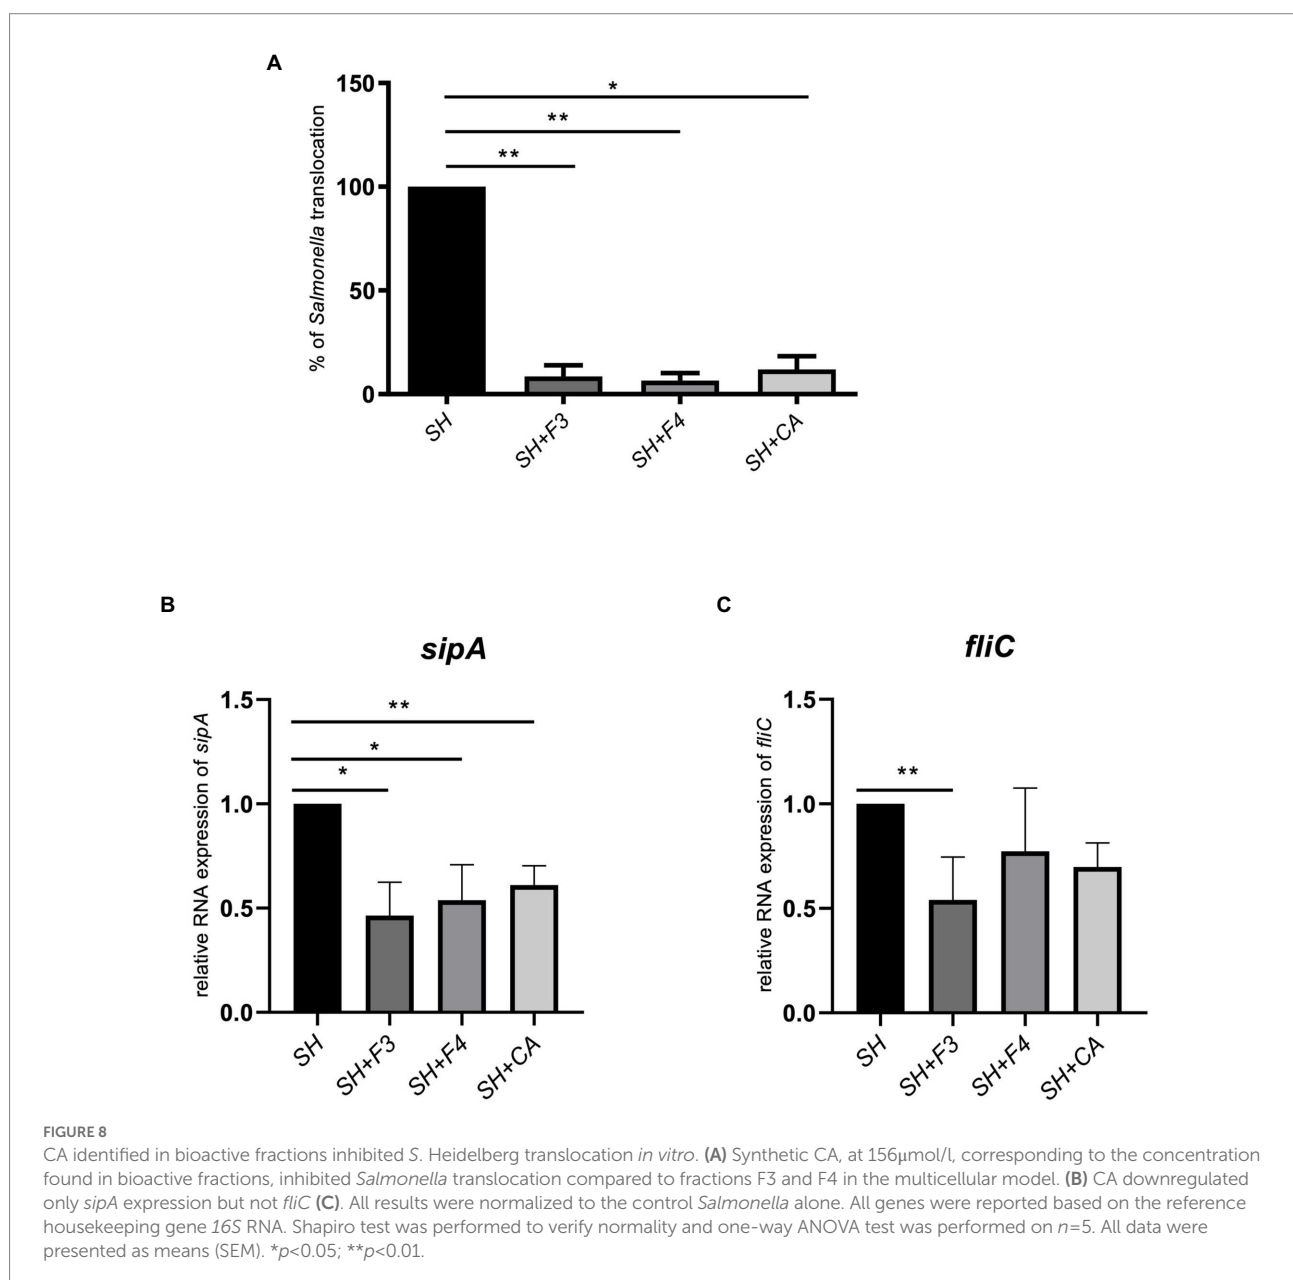 A
% of Salmonella translocation
150
100
50
0
*
**
**
SH
SH+F3
SH+F4
SH+CA
B
sipA
relative RNA expression of sipA
1.5
1.0
0.5
0.0
**
*
*
SH
SH+F3
SH+F4
SH+CA
C
fliC
relative RNA expression of fliC
1.5
1.0
0.5
0.0
**
SH
SH+F3
SH+F4
SH+CA
FIGURE 8
CA identified in bioactive fractions inhibited S. Heidelberg translocation in vitro. (A) Synthetic CA, at 156μmol/l, corresponding to the concentration
found in bioactive fractions, inhibited Salmonella translocation compared to fractions F3 and F4 in the multicellular model. (B) CA downregulated
only sipA expression but not fliC (C). All results were normalized to the control Salmonella alone. All genes were reported based on the reference
housekeeping gene 16S RNA. Shapiro test was performed to verify normality and one-way ANOVA test was performed on n=5. All data were
presented as means (SEM). *p<0.05; **p<0.01.